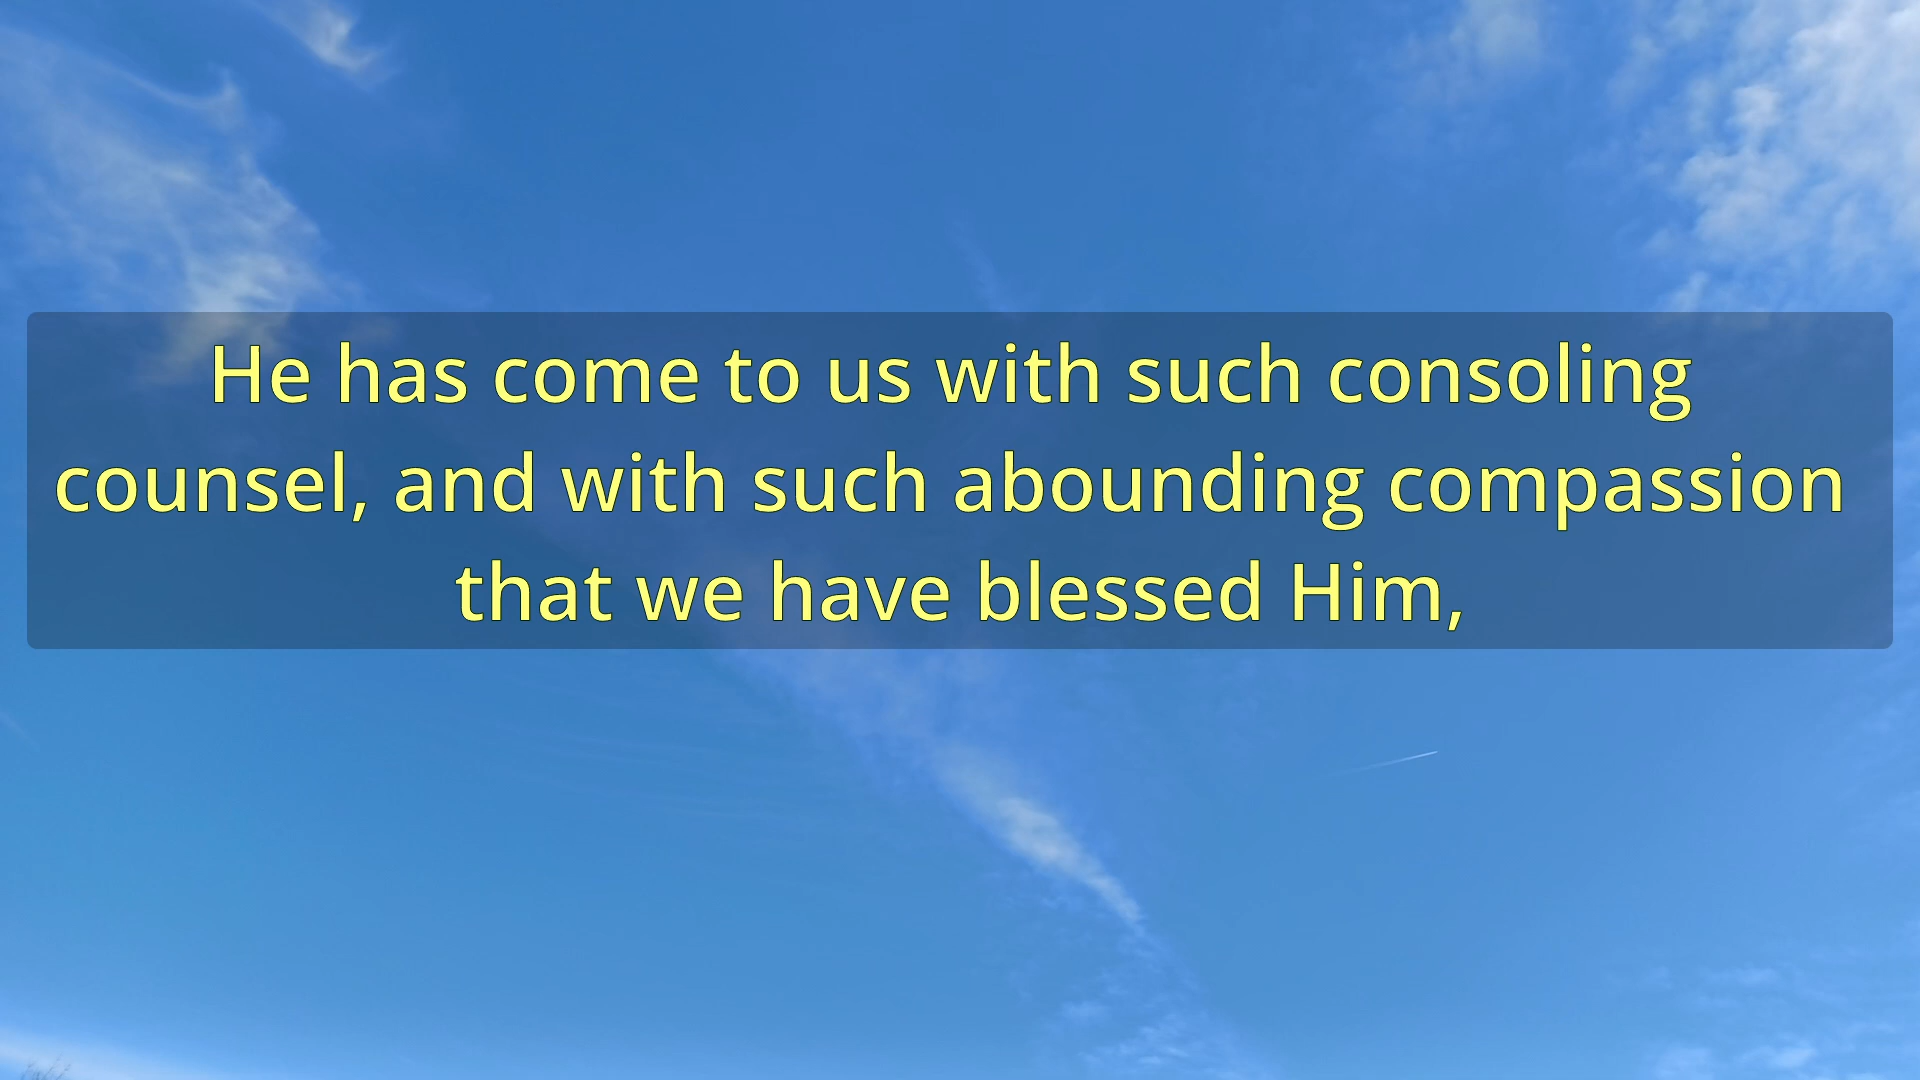 He has come to us with such consoling
counsel, and with such abounding compassion
that we have blessed Him,